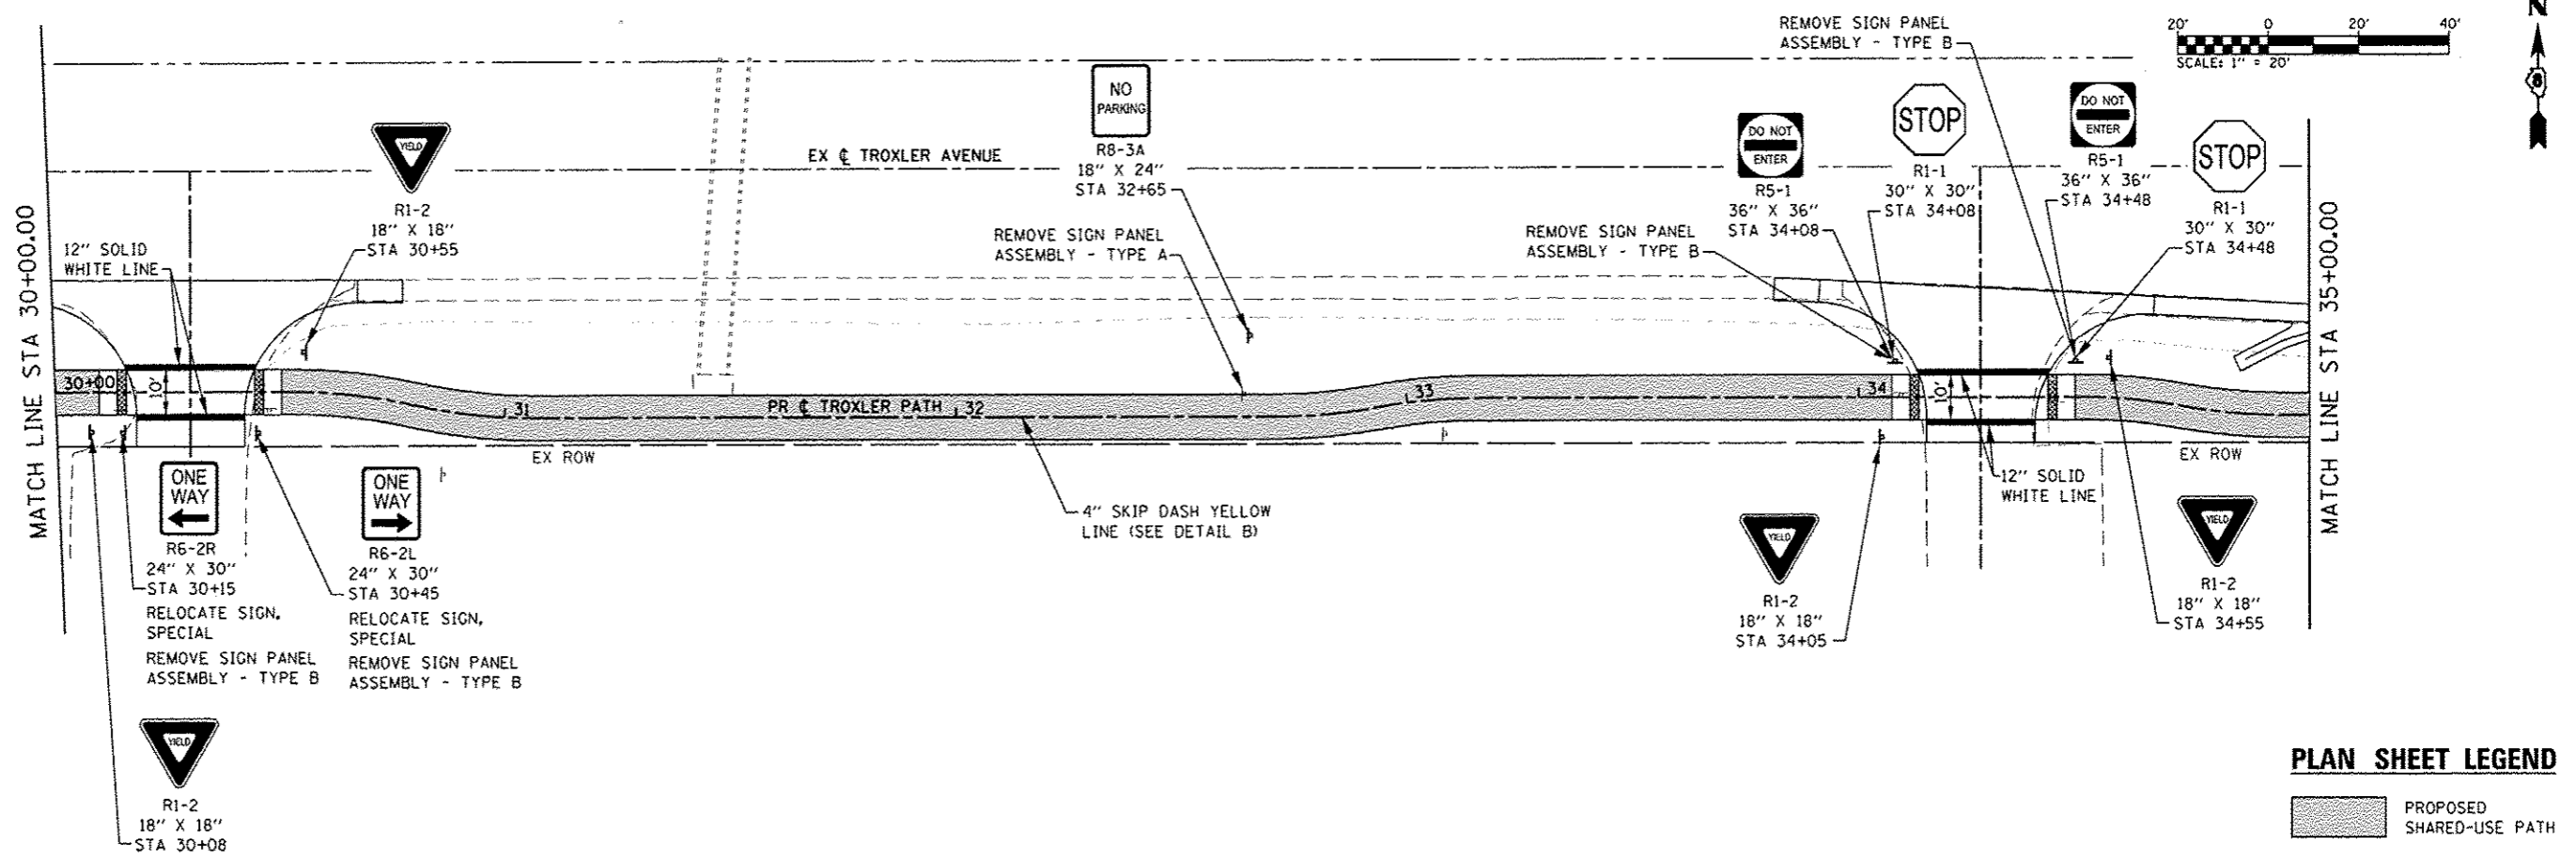 REMOVE SIGN PANEL
ASSEMBLY - TYPE B
20' 0 20' 40'
SCALE: 1" = 20'
N
8
NO
PARKING
R8-3A
18" X 24"
STA 32+65
YIELD
R1-2
18" X 18"
STA 30+55
EX ℄ TROXLER AVENUE
DO NOT
ENTER
R5-1
36" X 36"
STA 34+08
STOP
R1-1
30" X 30"
STA 34+08
DO NOT
ENTER
R5-1
36" X 36"
STA 34+48
STOP
R1-1
30" X 30"
STA 34+48
MATCH LINE STA 30+00.00
12" SOLID
WHITE LINE
REMOVE SIGN PANEL
ASSEMBLY - TYPE A
REMOVE SIGN PANEL
ASSEMBLY - TYPE B
MATCH LINE STA 35+00.00
30+00
10'
31
PR ℄ TROXLER PATH
32
33
34
10'
EX ROW
EX ROW
ONE
WAY
R6-2R
24" X 30"
STA 30+15
RELOCATE SIGN,
SPECIAL
REMOVE SIGN PANEL
ASSEMBLY - TYPE B
ONE
WAY
R6-2L
24" X 30"
STA 30+45
RELOCATE SIGN,
SPECIAL
REMOVE SIGN PANEL
ASSEMBLY - TYPE B
4" SKIP DASH YELLOW
LINE (SEE DETAIL B)
12" SOLID
WHITE LINE
YIELD
R1-2
18" X 18"
STA 34+05
YIELD
R1-2
18" X 18"
STA 34+55
YIELD
R1-2
18" X 18"
STA 30+08
PLAN SHEET LEGEND
PROPOSED
SHARED-USE PATH